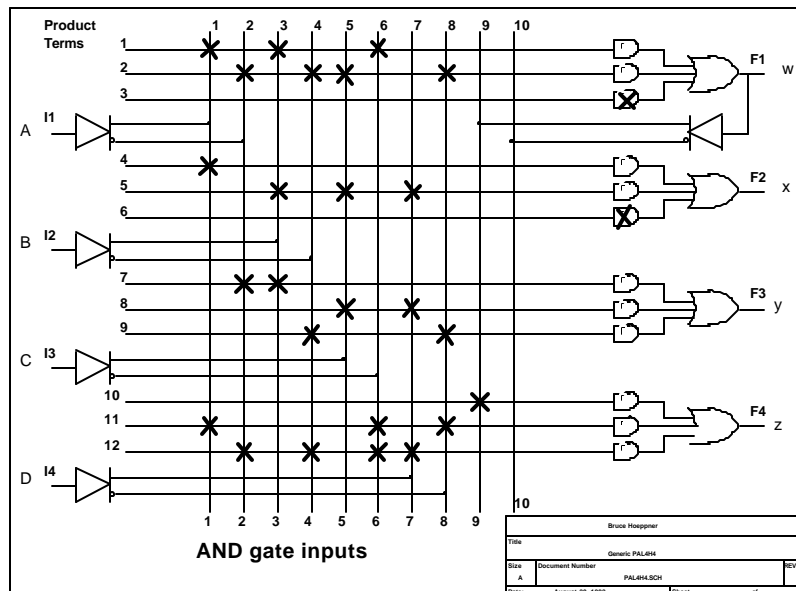 Product
Terms
1 2 3 4 5 6 7 8 9 10
1
2
3
F1
w
A
I1
4
5
6
F2
x
B
I2
7
8
9
F3
y
C
I3
10
11
12
F4
z
D
I4
1 2 3 4 5 6 7 8 9 10
AND gate inputs
Bruce Hoeppner
Title
Generic PAL4H4
Size Document Number REV
A PAL4H4.SCH